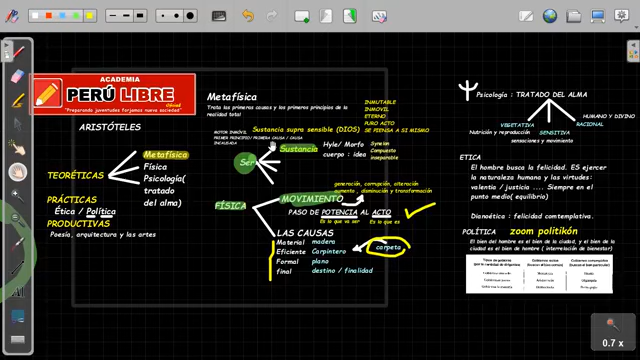 ACADEMIA
PERÚ LIBRE
Oficial
"Preparando juventudes forjamos nueva sociedad"
ARISTÓTELES
TEORÉTICAS
Metafísica
Física
Psicología(
tratado
del alma)
PRÁCTICAS
Ética / Política
PRODUCTIVAS
Poesía, arquitectura y las artes
Metafísica
Trata las primeras causas y los primeros principios de la
realidad total
INMUTABLE
INMOVIL
ETERNO
PURO ACTO
SE PIENSA A SI MISMO
MOTOR INMÓVIL
PRIMER PRINCIPIO/ PRIMERA CAUSA / CAUSA
INCAUSADA
Sustancia supra sensible (DIOS)
Ser
Sustancia
Hyle/ Morfo
cuerpo : idea
Synolon
Compuesto
inseparable
FÍSICA
generación, corrupción, alteración
aumento , disminución y transformación
MOVIMIENTO
PASO DE POTENCIA AL ACTO
Es lo que va ser
Es lo que es
LAS CAUSAS
Material madera
Eficiente Carpintero
Formal plano
final destino / finalidad
carpeta
Psicología : TRATADO DEL ALMA
VEGETATIVA
Nutrición y reproducción
SENSITIVA
sensaciones y movimiento
HUMANO Y DIVINO
RACIONAL
ETICA
El hombre busca la felicidad. ES ejercer
la naturaleza humana y las virtudes:
valentia / justicia .... Siempre en el
punto medio( equilibrio)
Dianoética : felicidad comtemplativa.
POLÍTICA zoom politikón
El bien del hombre es el bien de la ciudad, y el bien de la
ciudad es el bien de hombre ( interrelación de bienestar)
0.7 x